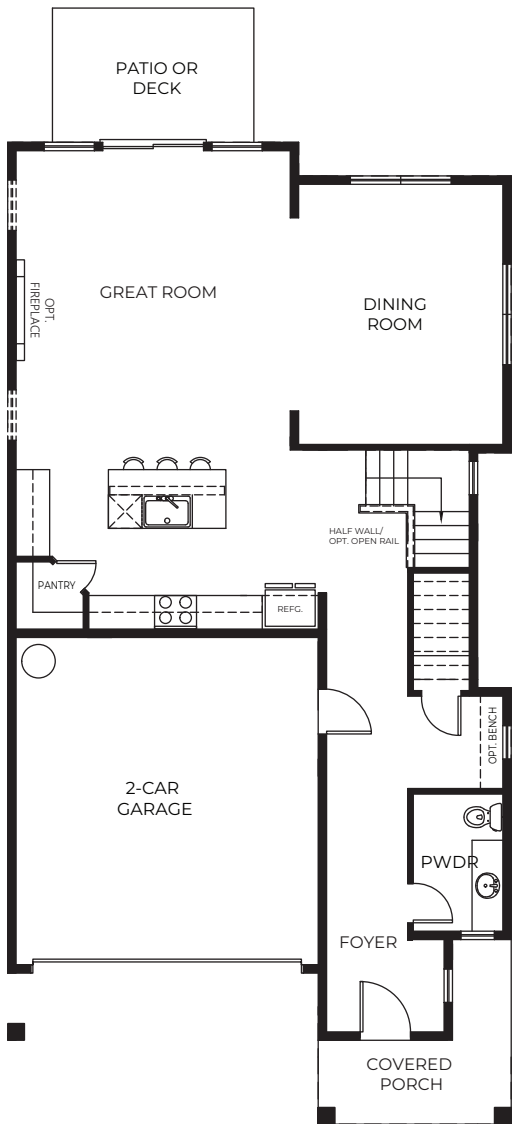 PATIO OR
DECK
GREAT ROOM
OPT.
FIREPLACE
DINING
ROOM
HALF WALL/
OPT. OPEN RAIL
PANTRY
REFG.
OPT. BENCH
2-CAR
GARAGE
PWDR
FOYER
COVERED
PORCH